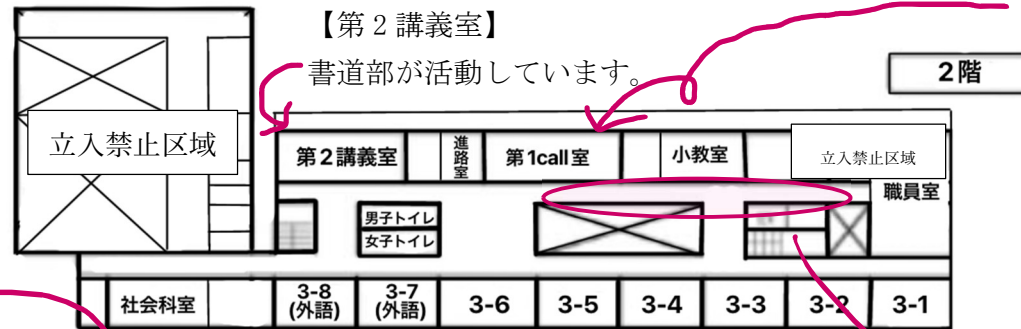 【第２講義室】
書道部が活動しています。
2階
立入禁止区域
第2講義室
進路室
第1call室
小教室
立入禁止区域
職員室
男子トイレ
女子トイレ
社会科室
3-8
(外語)
3-7
(外語)
3-6
3-5
3-4
3-3
3-2
3-1